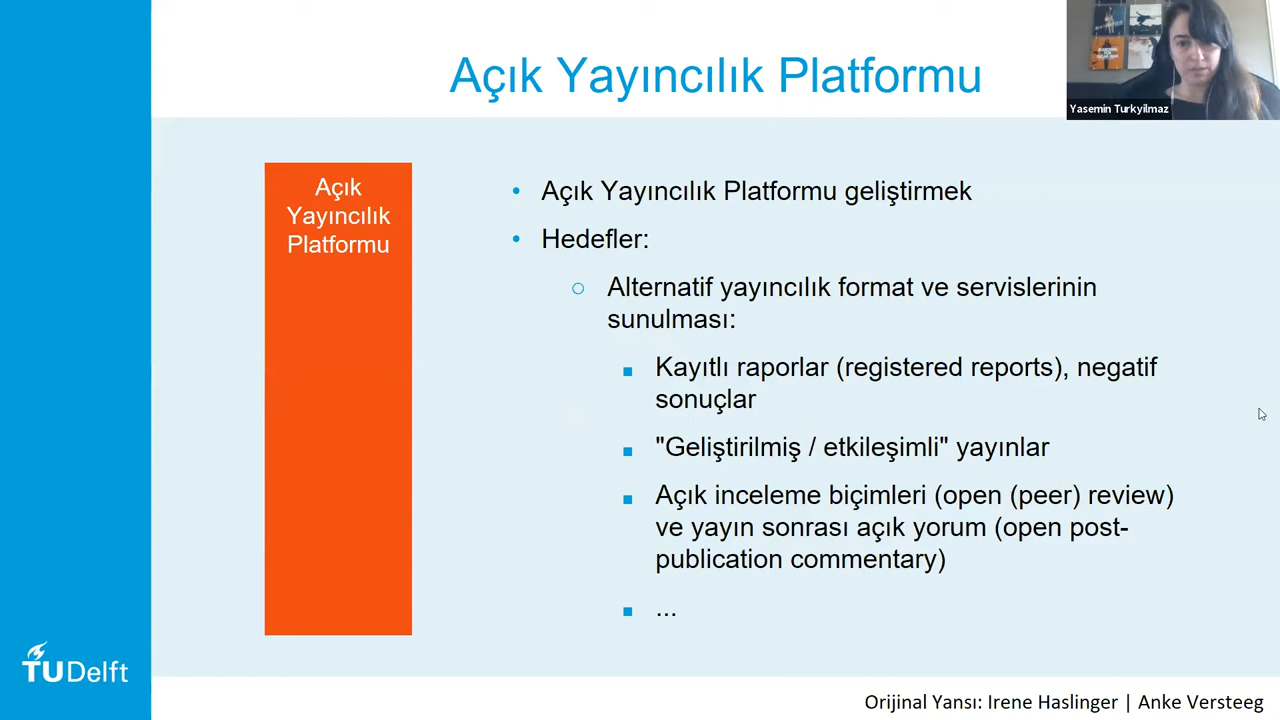 Açık Yayıncılık Platformu
Yasemin Turkyilmaz
Açık
Yayıncılık
Platformu
• Açık Yayıncılık Platformu geliştirmek
• Hedefler:
○ Alternatif yayıncılık format ve servislerinin
sunulması:
▪ Kayıtlı raporlar (registered reports), negatif
sonuçlar
▪ "Geliştirilmiş / etkileşimli" yayınlar
▪ Açık inceleme biçimleri (open (peer) review)
ve yayın sonrası açık yorum (open post-
publication commentary)
▪ ...
TUDelft
Orijinal Yansı: Irene Haslinger | Anke Versteeg